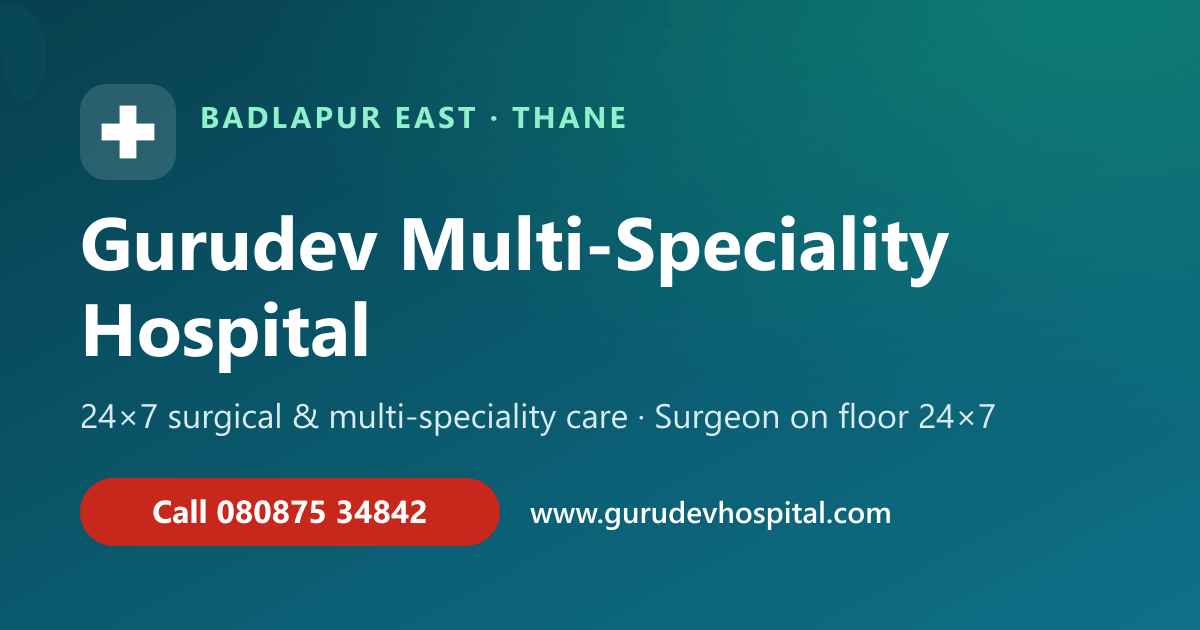 BADLAPUR EAST · THANE
Gurudev Multi-Speciality
Hospital
24×7 surgical & multi-speciality care · Surgeon on floor 24×7
Call 080875 34842
www.gurudevhospital.com